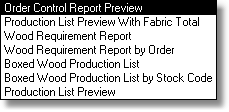 Order Control Report Preview
Production List Preview With Fabric Total
Wood Requirement Report
Wood Requirement Report by Order
Boxed Wood Production List
Boxed Wood Production List by Stock Code
Production List Preview